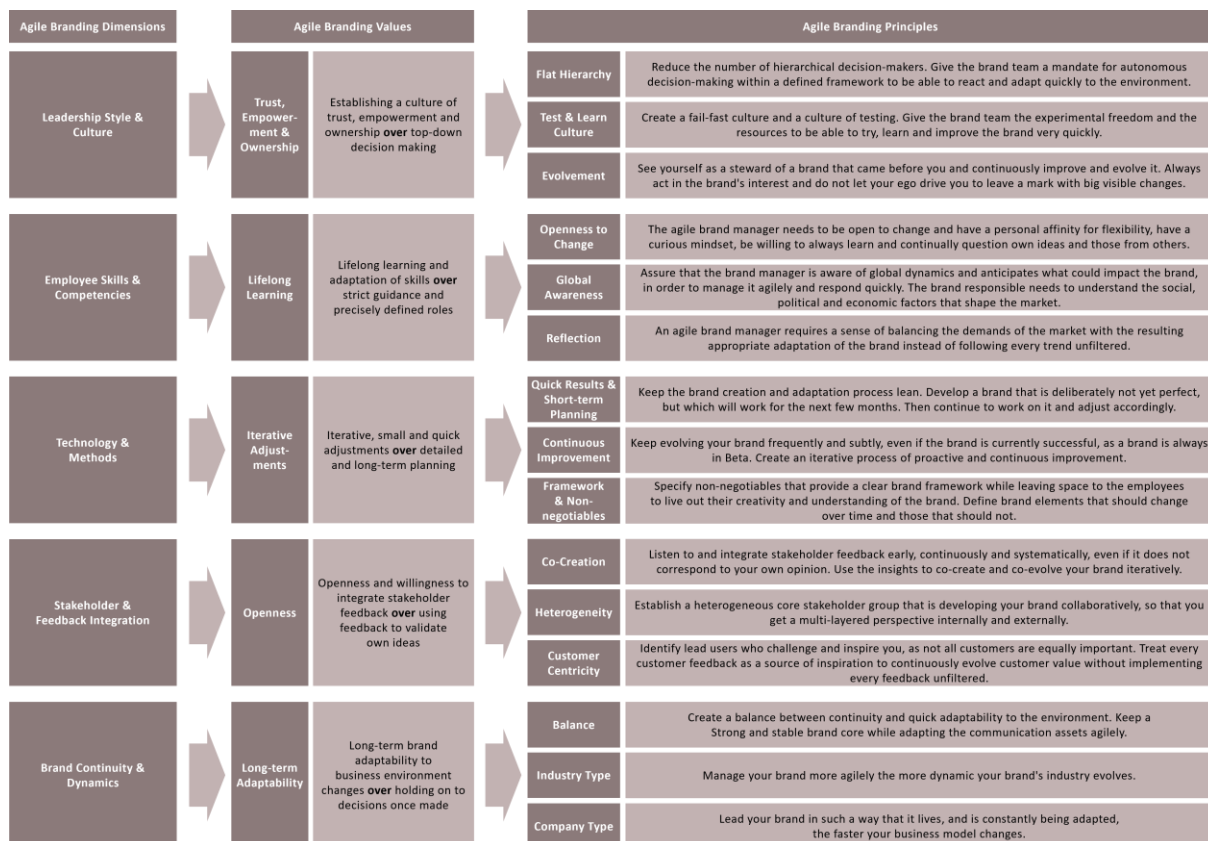 Agile Branding Dimensions
Agile Branding Values
Agile Branding Principles
Leadership Style &
Culture
Trust,
Empower-
ment &
Ownership
Establishing a culture of
trust, empowerment and
ownership over top-down
decision making
Flat Hierarchy
Reduce the number of hierarchical decision-makers. Give the brand team a mandate for autonomous
decision-making within a defined framework to be able to react and adapt quickly to the environment.
Test & Learn
Culture
Create a fail-fast culture and a culture of testing. Give the brand team the experimental freedom and the
resources to be able to try, learn and improve the brand very quickly.
Evolvement
See yourself as a steward of a brand that came before you and continuously improve and evolve it. Always
act in the brand's interest and do not let your ego drive you to leave a mark with big visible changes.
Employee Skills &
Competencies
Lifelong
Learning
Lifelong learning and
adaptation of skills over
strict guidance and
precisely defined roles
Openness to
Change
The agile brand manager needs to be open to change and have a personal affinity for flexibility, have a
curious mindset, be willing to always learn and continually question own ideas and those from others.
Global
Awareness
Assure that the brand manager is aware of global dynamics and anticipates what could impact the brand,
in order to manage it agilely and respond quickly. The brand responsible needs to understand the social,
political and economic factors that shape the market.
Reflection
An agile brand manager requires a sense of balancing the demands of the market with the resulting
appropriate adaptation of the brand instead of following every trend unfiltered.
Technology &
Methods
Iterative
Adjust-
ments
Iterative, small and quick
adjustments over detailed
and long-term planning
Quick Results &
Short-term
Planning
Keep the brand creation and adaptation process lean. Develop a brand that is deliberately not yet perfect,
but which will work for the next few months. Then continue to work on it and adjust accordingly.
Continuous
Improvement
Keep evolving your brand frequently and subtly, even if the brand is currently successful, as a brand is always
in Beta. Create an iterative process of proactive and continuous improvement.
Framework
& Non-
negotiables
Specify non-negotiables that provide a clear brand framework while leaving space to the employees
to live out their creativity and understanding of the brand. Define brand elements that should change
over time and those that should not.
Stakeholder &
Feedback Integration
Openness
Openness and willingness to
integrate stakeholder
feedback over using
feedback to validate
own ideas
Co-Creation
Listen to and integrate stakeholder feedback early, continuously and systematically, even if it does not
correspond to your own opinion. Use the insights to co-create and co-evolve your brand iteratively.
Heterogeneity
Establish a heterogeneous core stakeholder group that is developing your brand collaboratively, so that you
get a multi-layered perspective internally and externally.
Customer
Centricity
Identify lead users who challenge and inspire you, as not all customers are equally important. Treat every
customer feedback as a source of inspiration to continuously evolve customer value without implementing
every feedback unfiltered.
Brand Continuity &
Dynamics
Long-term
Adaptability
Long-term brand
adaptability to
business environment
changes over holding on to
decisions once made
Balance
Create a balance between continuity and quick adaptability to the environment. Keep a
Strong and stable brand core while adapting the communication assets agilely.
Industry Type
Manage your brand more agilely the more dynamic your brand's industry evolves.
Company Type
Lead your brand in such a way that it lives, and is constantly being adapted,
the faster your business model changes.